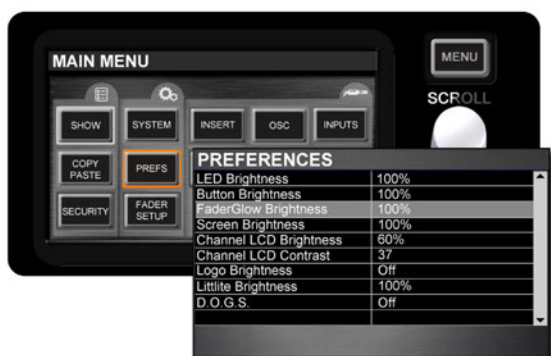 MAIN MENU
MENU
SCROLL
SHOW
SYSTEM
INSERT
OSC
INPUTS
COPY
PASTE
PREFS
SECURITY
FADER
SETUP
PREFERENCES
LED Brightness 100%
Button Brightness 100%
FaderGlow Brightness 100%
Screen Brightness 100%
Channel LCD Brightness 60%
Channel LCD Contrast 37
Logo Brightness Off
Littlite Brightness 100%
D.O.G.S. Off